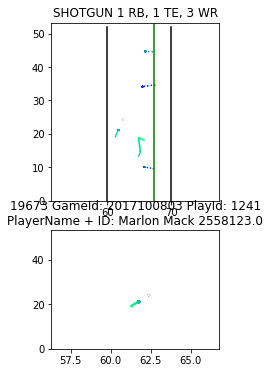 SHOTGUN 1 RB, 1 TE, 3 WR
50
40
30
20
10
0
60 70
19673 GameId: 2017100803 PlayId: 1241
PlayerName + ID: Marlon Mack 2558123.0
40
20
0
57.5 60.0 62.5 65.0